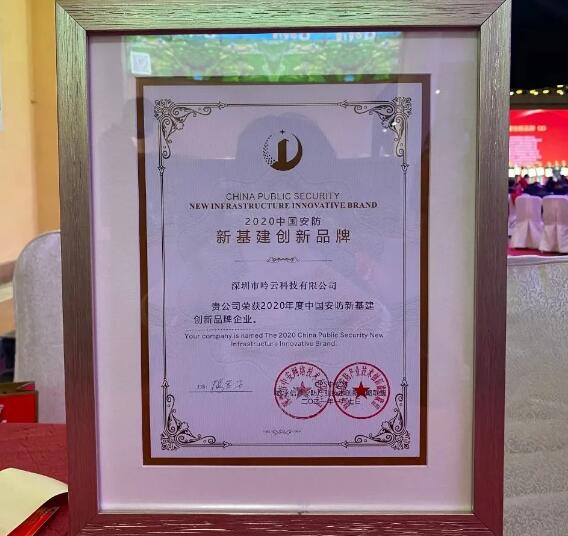 CHINA PUBLIC SECURITY
NEW INFRASTRUCTURE INNOVATIVE BRAND
2020中国安防
新基建创新品牌
深圳市吟云科技有限公司
贵公司荣获2020年度中国安防新基建
创新品牌企业。
Your company is named The 2020 China Public Security New
Infrastructure Innovative Brand.